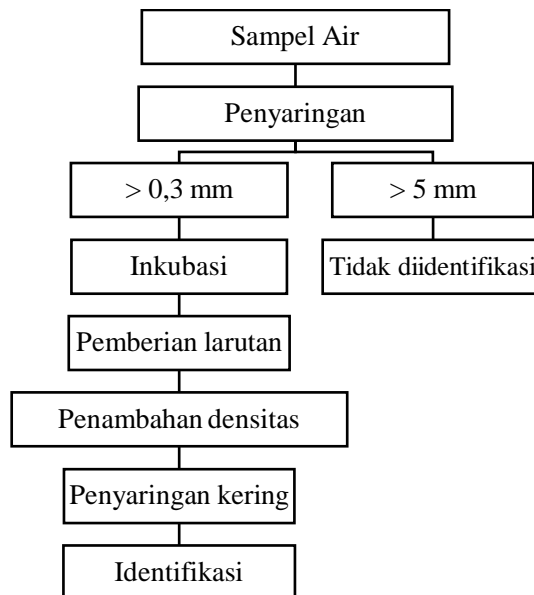 Sampel Air
Penyaringan
> 0,3 mm
> 5 mm
Inkubasi
Tidak diidentifikasi
Pemberian larutan
Penambahan densitas
Penyaringan kering
Identifikasi